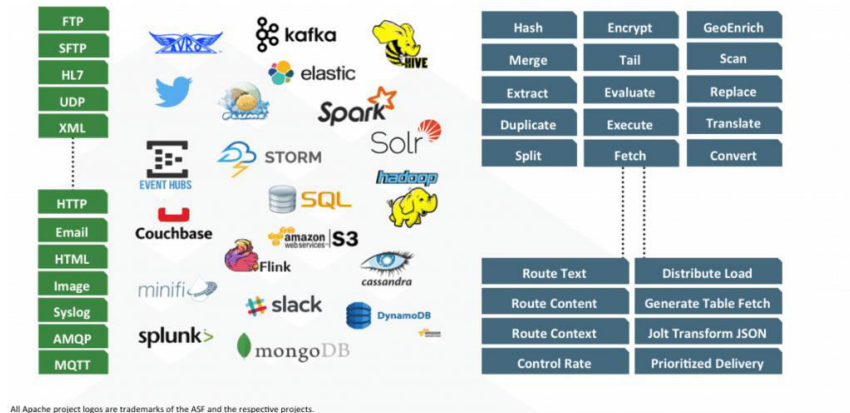 FTP
SFTP
HL7
UDP
XML
HTTP
Email
HTML
Image
Syslog
AMQP
MQTT
AVRO
kafka
HIVE
elastic
Spark
Solr
EVENT HUBS
STORM
hadoop
SQL
Couchbase
amazon
webservices
S3
Flink
cassandra
minifi
slack
DynamoDB
splunk>
mongoDB
Hash
Encrypt
GeoEnrich
Merge
Tail
Scan
Extract
Evaluate
Replace
Duplicate
Execute
Translate
Split
Fetch
Convert
Route Text
Distribute Load
Route Content
Generate Table Fetch
Route Context
Jolt Transform JSON
Control Rate
Prioritized Delivery
All Apache project logos are trademarks of the ASF and the respective projects.